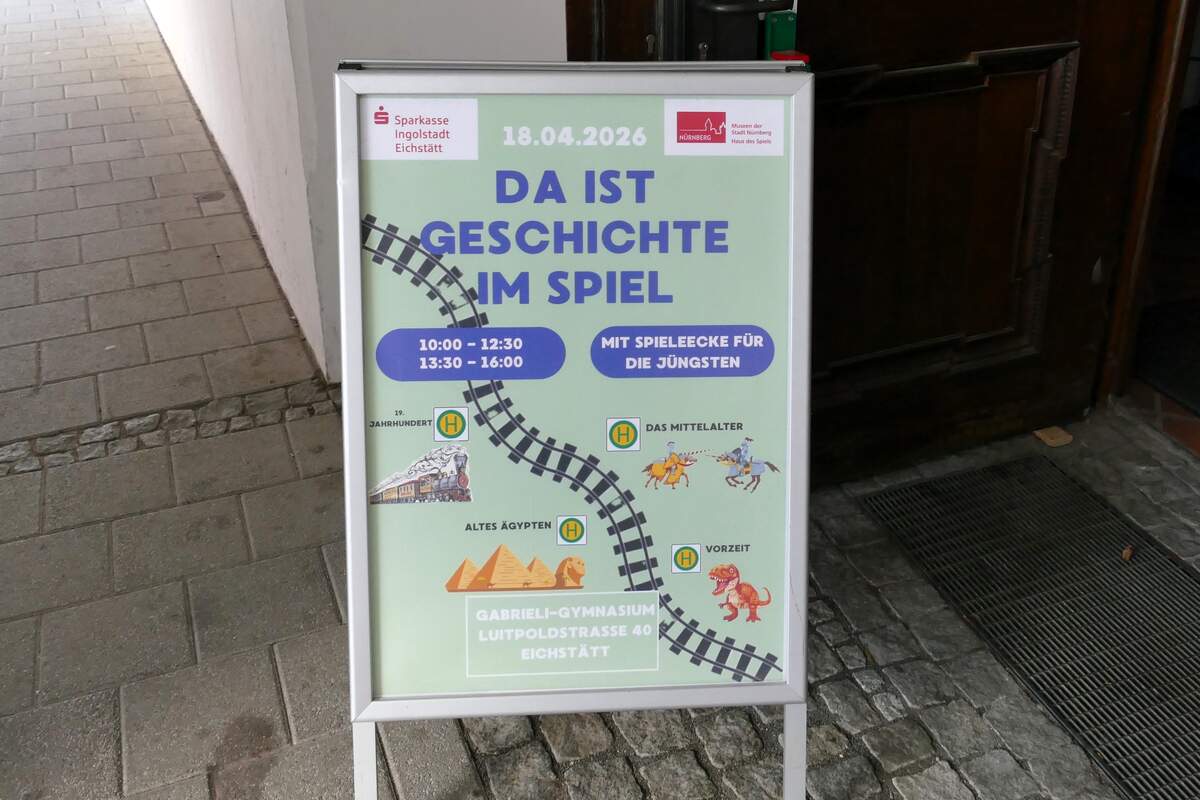 Sparkasse
Ingolstadt
Eichstätt
18.04.2026
NÜRNBERG
Museen der
Stadt Nürnberg
Haus des Spiels
DA IST
GESCHICHTE
IM SPIEL
10:00 – 12:30
13:30 – 16:00
MIT SPIELEECKE FÜR
DIE JÜNGSTEN
19.
JAHRHUNDERT
H
H
DAS MITTELALTER
ALTES ÄGYPTEN
H
H
VORZEIT
GABRIELI-GYMNASIUM
LUITPOLDSTRASSE 40
EICHSTÄTT